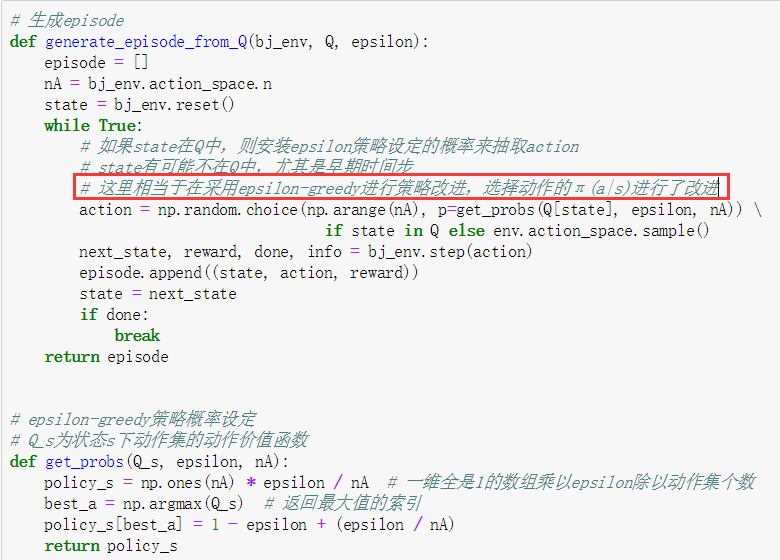 # 生成episode
def generate_episode_from_Q(bj_env, Q, epsilon):
    episode = []
    nA = bj_env.action_space.n
    state = bj_env.reset()
    while True:
        # 如果state在Q中，则安装epsilon策略设定的概率来抽取action
        # state有可能不在Q中，尤其是早期时间步
        # 这里相当于在采用epsilon-greedy进行策略改进，选择动作的π(a|s)进行了改进
        action = np.random.choice(np.arange(nA), p=get_probs(Q[state], epsilon, nA)) \
                                    if state in Q else env.action_space.sample()
        next_state, reward, done, info = bj_env.step(action)
        episode.append((state, action, reward))
        state = next_state
        if done:
            break
    return episode
# epsilon-greedy策略概率设定
# Q_s为状态s下动作集的动作价值函数
def get_probs(Q_s, epsilon, nA):
    policy_s = np.ones(nA) * epsilon / nA  # 一维全是1的数组乘以epsilon除以动作集个数
    best_a = np.argmax(Q_s)  # 返回最大值的索引
    policy_s[best_a] = 1 - epsilon + (epsilon / nA)
    return policy_s